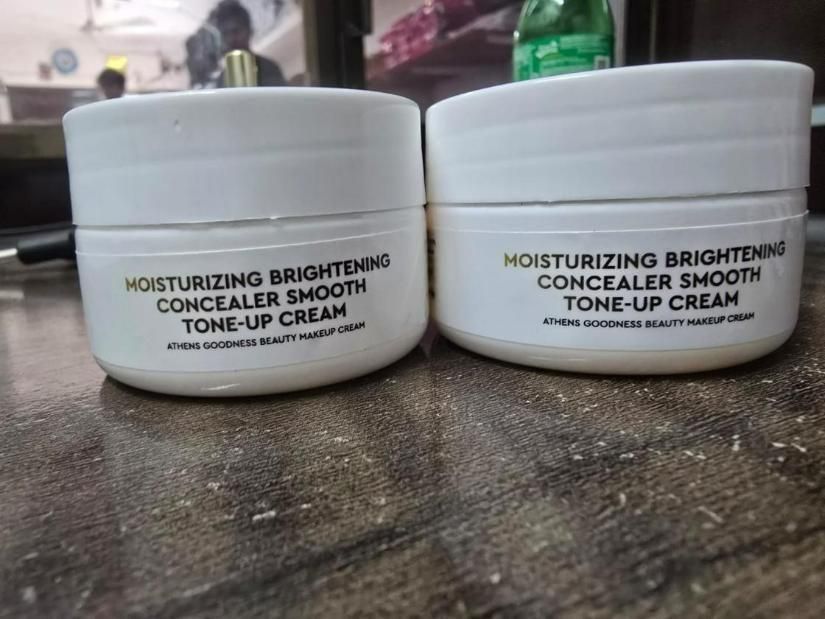 MOISTURIZING BRIGHTENING
CONCEALER SMOOTH
TONE-UP CREAM
ATHENS GOODNESS BEAUTY MAKEUP CREAM
MOISTURIZING BRIGHTENING
CONCEALER SMOOTH
TONE-UP CREAM
ATHENS GOODNESS BEAUTY MAKEUP CREAM